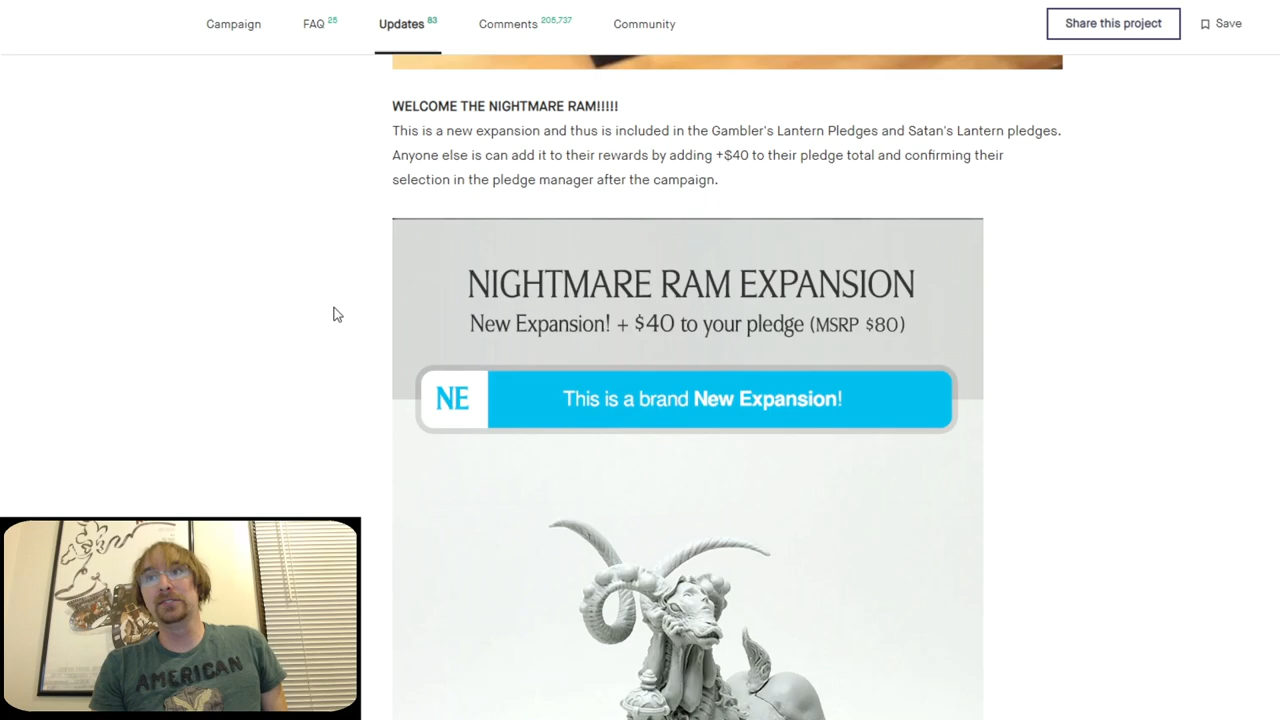 Campaign FAQ 25 Updates 83 Comments 205,737 Community Share this project Save
WELCOME THE NIGHTMARE RAM!!!!!
This is a new expansion and thus is included in the Gambler's Lantern Pledges and Satan's Lantern pledges.
Anyone else is can add it to their rewards by adding +$40 to their pledge total and confirming their
selection in the pledge manager after the campaign.
NIGHTMARE RAM EXPANSION
New Expansion! + $40 to your pledge (MSRP $80)
NE This is a brand New Expansion!
AMERICAN